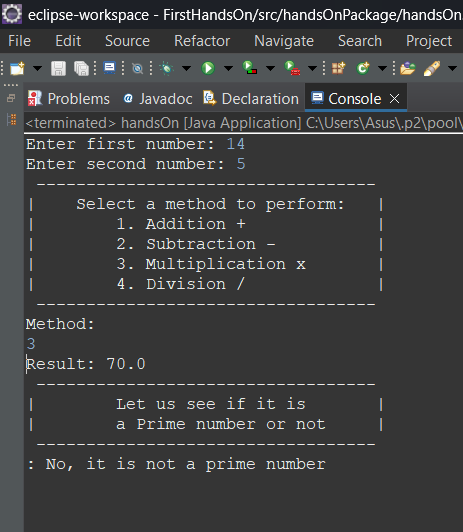 eclipse-workspace - FirstHandsOn/src/handsOnPackage/handsOn
File Edit Source Refactor Navigate Search Project
Problems @ Javadoc Declaration Console
<terminated> handsOn [Java Application] C:\Users\Asus\.p2\pool\
Enter first number: 14
Enter second number: 5
----------------------------------
|    Select a method to perform:   |
|        1. Addition +             |
|        2. Subtraction -          |
|        3. Multiplication x       |
|        4. Division /             |
----------------------------------
Method:
3
Result: 70.0
----------------------------------
|        Let us see if it is       |
|        a Prime number or not     |
----------------------------------
: No, it is not a prime number